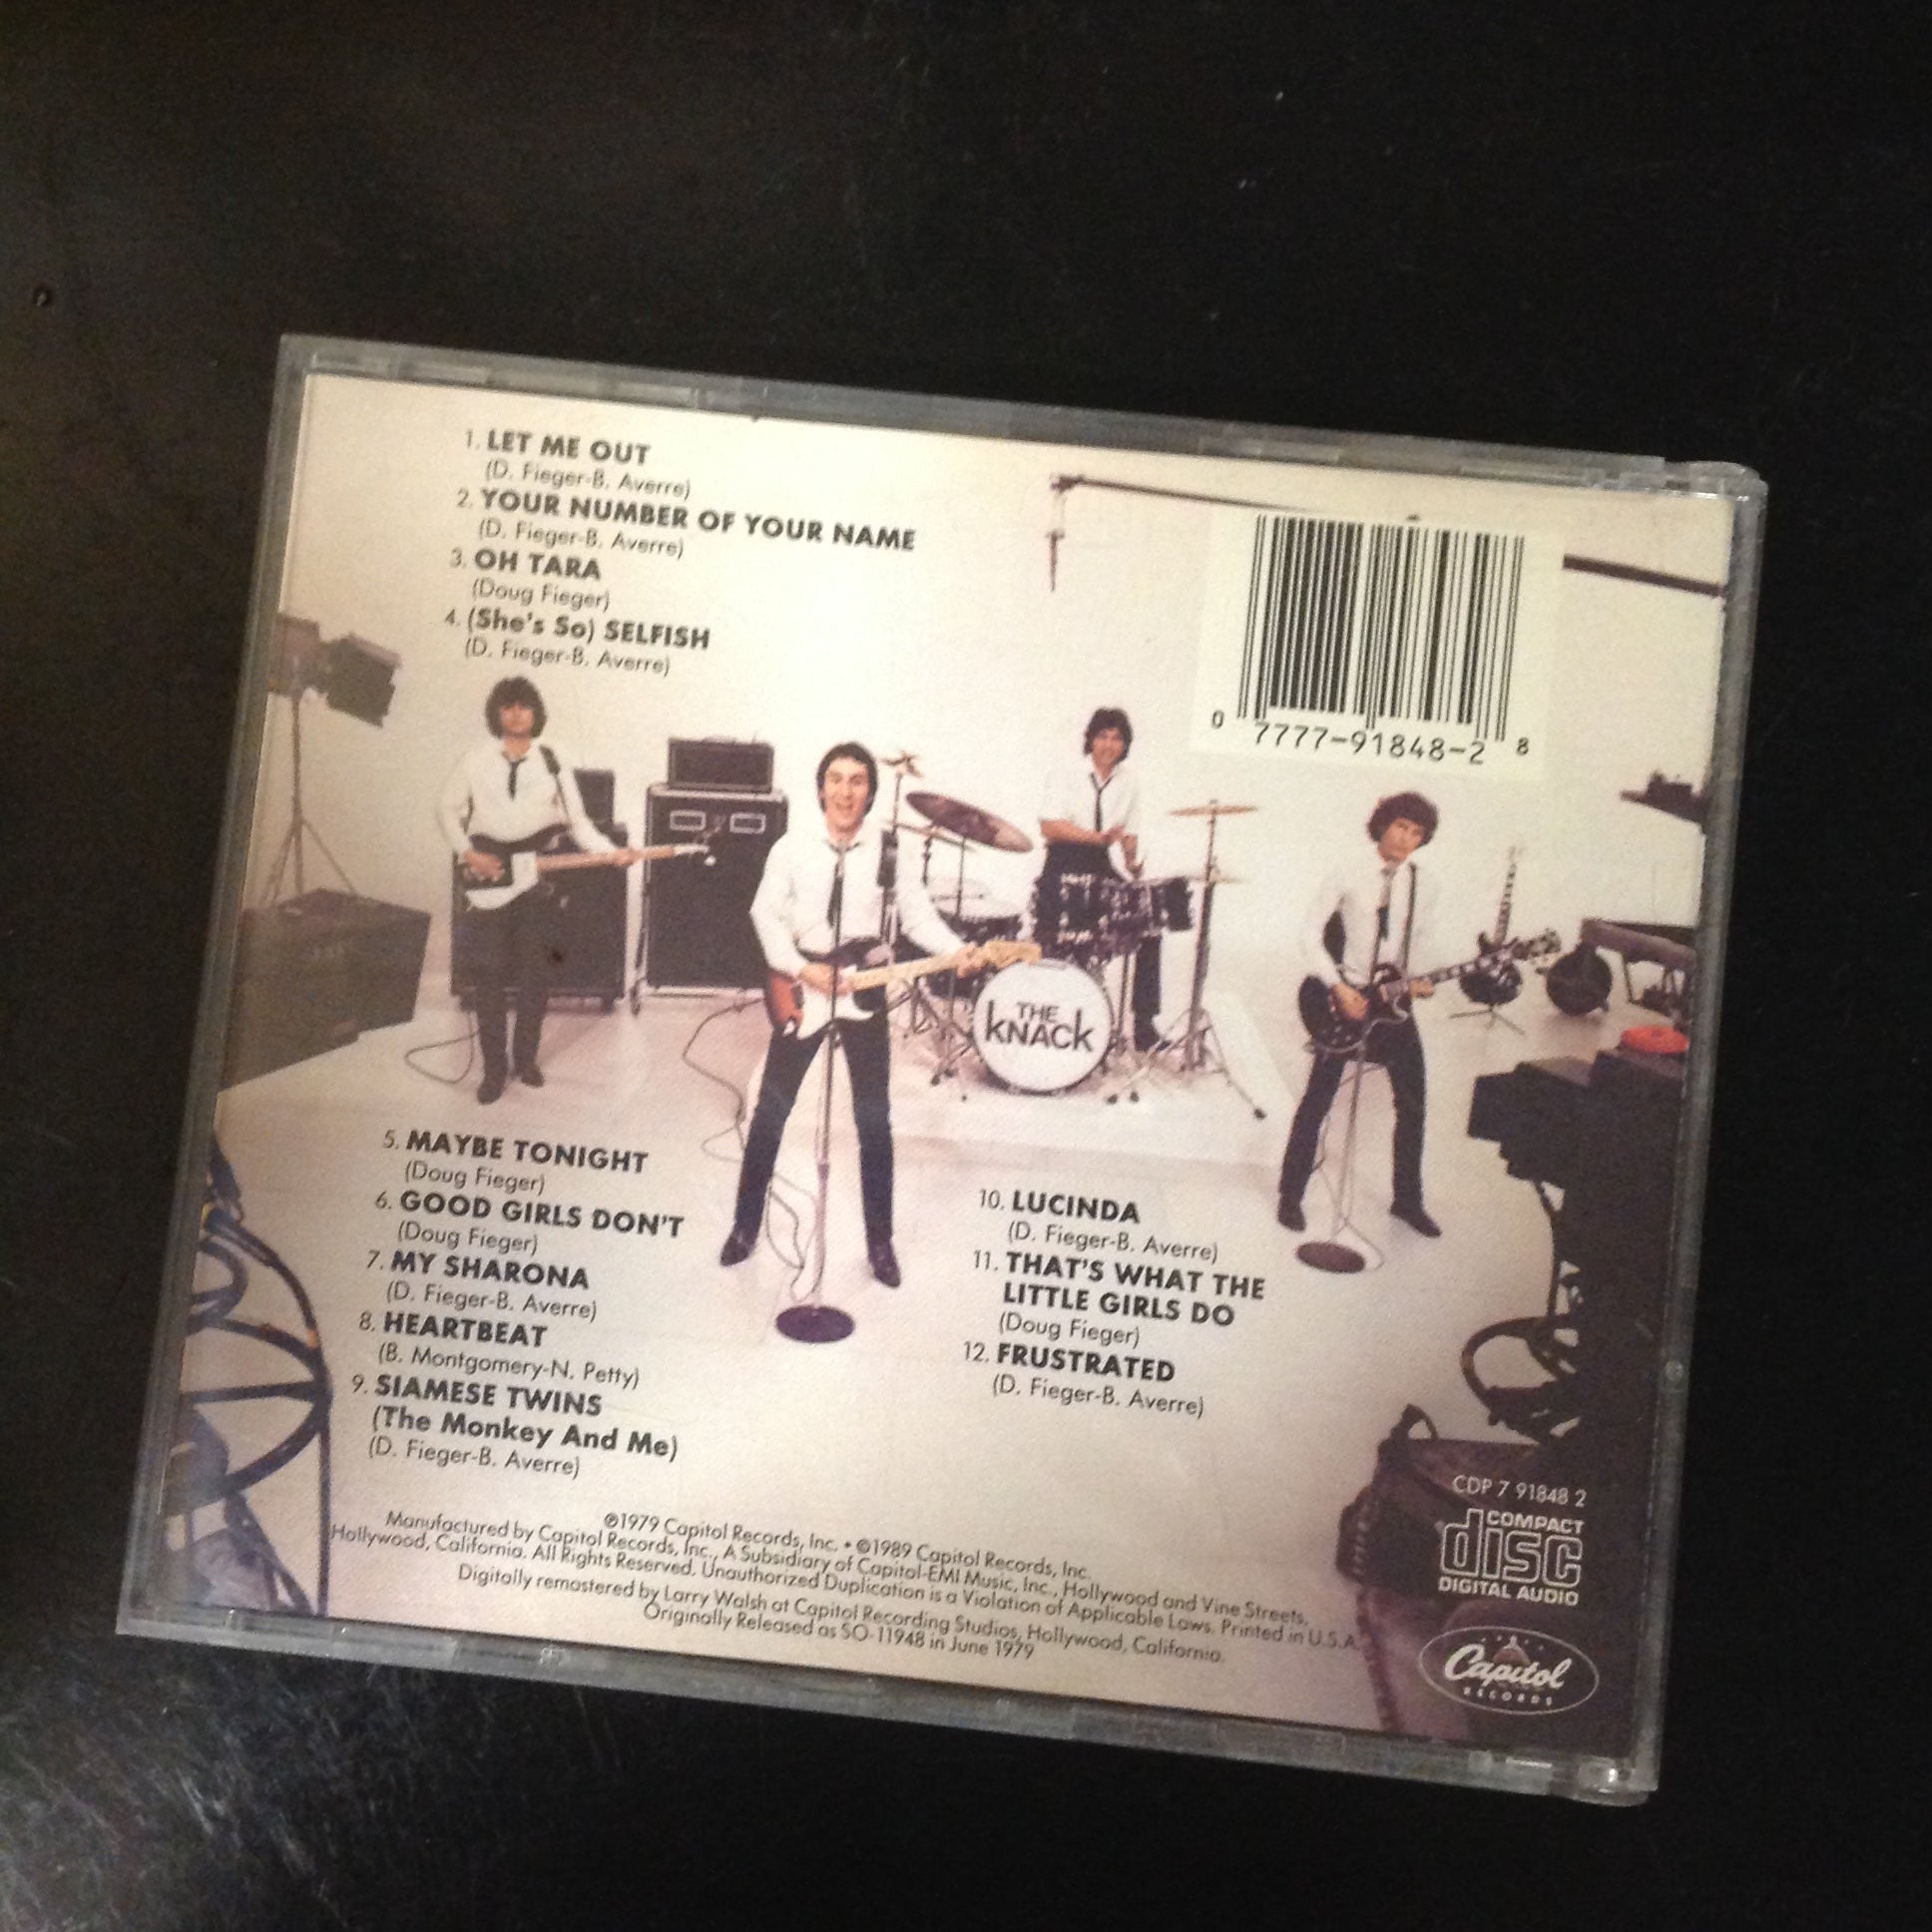 1. LET ME OUT
(D. Fieger-B. Averre)
2. YOUR NUMBER OF YOUR NAME
(D. Fieger-B. Averre)
3. OH TARA
(Doug Fieger)
4. (She's So) SELFISH
(D. Fieger-B. Averre)
0 7777-91848-2 8
THE
KNACK
5. MAYBE TONIGHT
(Doug Fieger)
6. GOOD GIRLS DON'T
(Doug Fieger)
7. MY SHARONA
(D. Fieger-B. Averre)
8. HEARTBEAT
(B. Montgomery-N. Petty)
9. SIAMESE TWINS
(The Monkey And Me)
(D. Fieger-B. Averre)
10. LUCINDA
(D. Fieger-B. Averre)
11. THAT'S WHAT THE
LITTLE GIRLS DO
(Doug Fieger)
12. FRUSTRATED
(D. Fieger-B. Averre)
℗1979 Capitol Records, Inc. • ©1989 Capitol Records, Inc.
Manufactured by Capitol Records, Inc., A Subsidiary of Capitol-EMI Music, Inc., Hollywood and Vine Streets,
Hollywood, California. All Rights Reserved. Unauthorized Duplication is a Violation of Applicable Laws. Printed in U.S.A.
Digitally remastered by Larry Walsh at Capitol Recording Studios, Hollywood, California.
Originally Released as SO-11948 in June 1979
CDP 7 91848 2
COMPACT
disc
DIGITAL AUDIO
Capitol
RECORDS